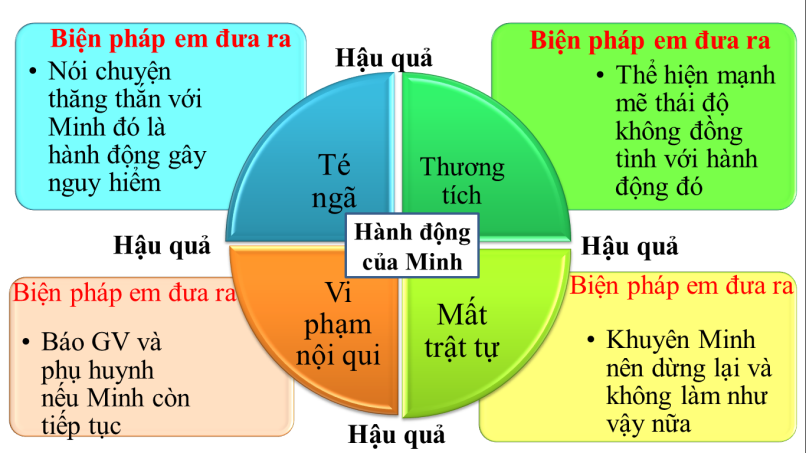 Biện pháp em đưa ra
• Nói chuyện
thăng thắn với
Minh đó là
hành động gây
nguy hiểm
Hậu quả
Biện pháp em đưa ra
• Thể hiện mạnh
mẽ thái độ
không đồng
tình với hành
động đó
Té
ngã
Thương
tích
Hậu quả
Hành động
của Minh
Hậu quả
Biện pháp em đưa ra
• Báo GV và
phụ huynh
nếu Minh còn
tiếp tục
Vi
phạm
nội qui
Mất
trật tự
Biện pháp em đưa ra
• Khuyên Minh
nên dừng lại và
không làm như
vậy nữa
Hậu quả